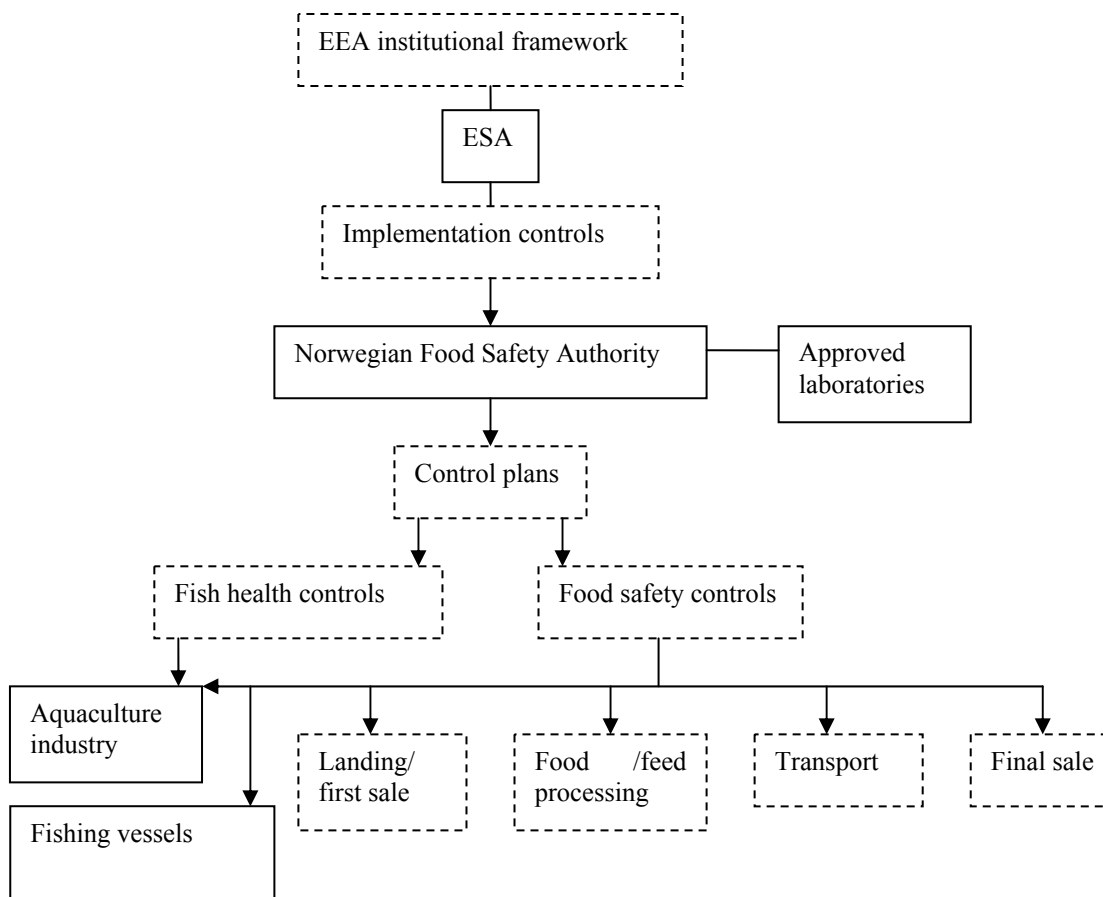 EEA institutional framework
ESA
Implementation controls
Norwegian Food Safety Authority
Approved
laboratories
Control plans
Fish health controls
Food safety controls
Aquaculture
industry
Landing/
first sale
Food /feed
processing
Transport
Final sale
Fishing vessels